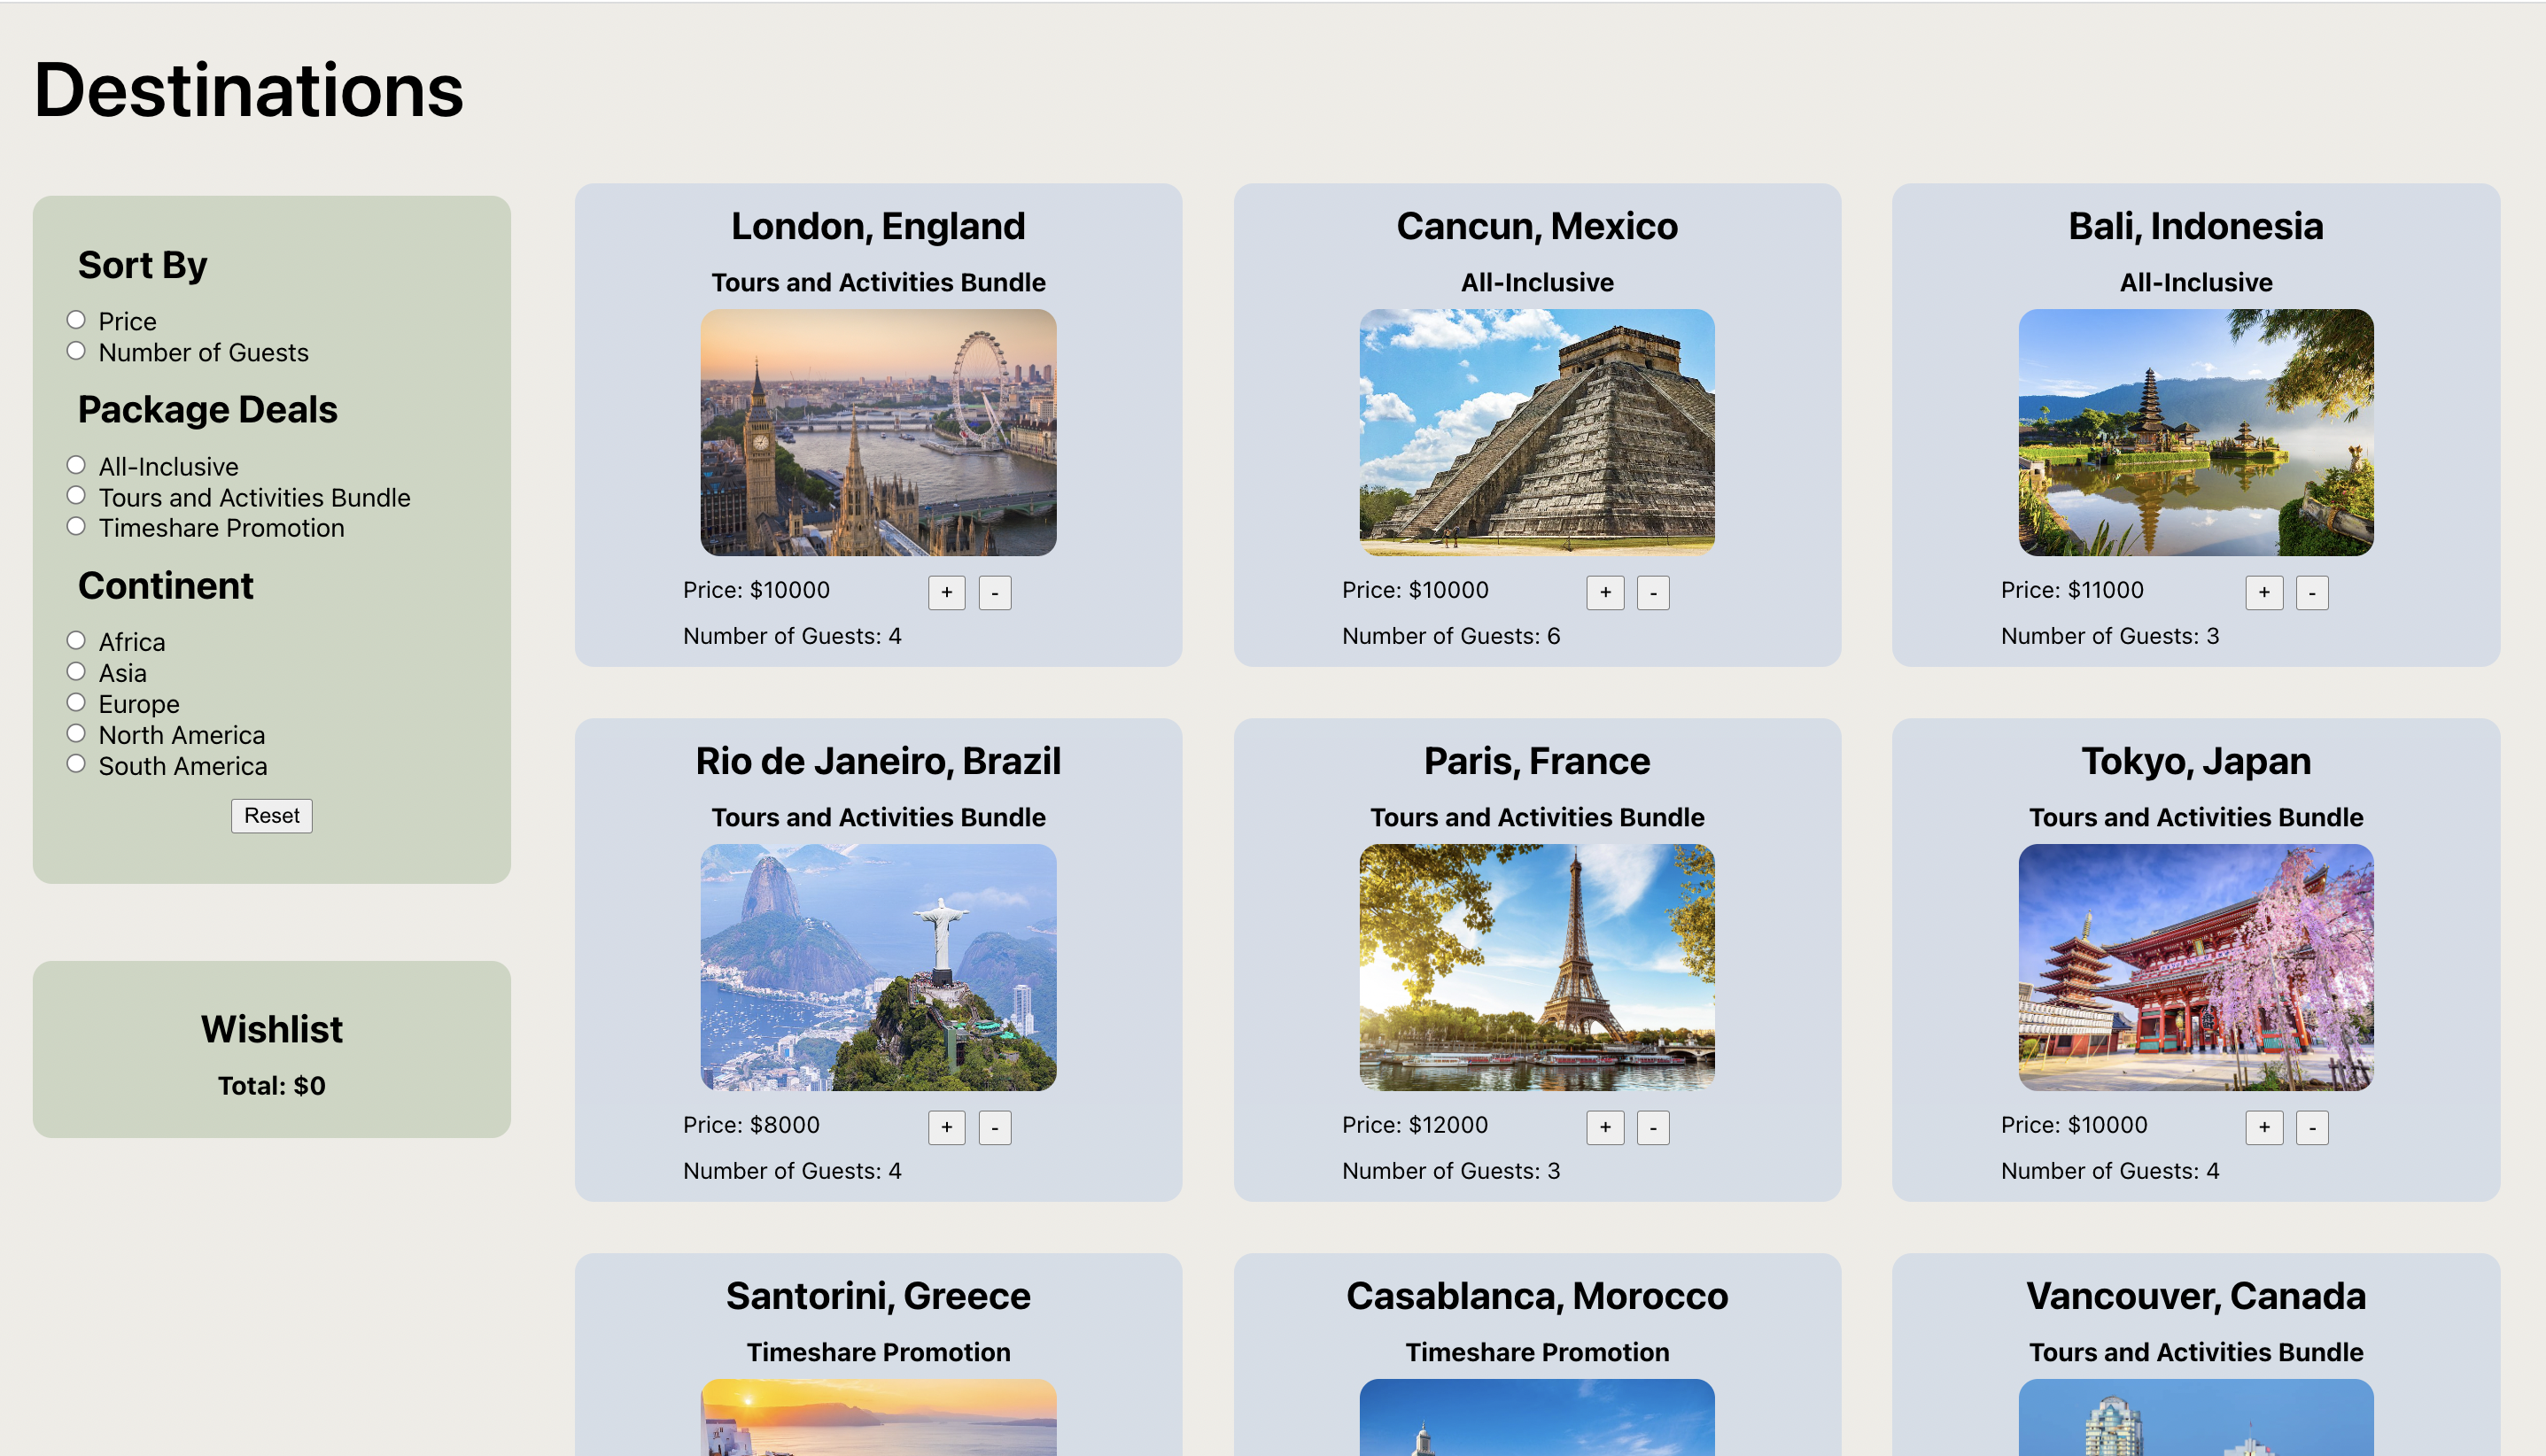 Destinations
Sort By
Price
Number of Guests
Package Deals
All-Inclusive
Tours and Activities Bundle
Timeshare Promotion
Continent
Africa
Asia
Europe
North America
South America
Reset
Wishlist
Total: $0
London, England
Tours and Activities Bundle
Price: $10000 + -
Number of Guests: 4
Cancun, Mexico
All-Inclusive
Price: $10000 + -
Number of Guests: 6
Bali, Indonesia
All-Inclusive
Price: $11000 + -
Number of Guests: 3
Rio de Janeiro, Brazil
Tours and Activities Bundle
Price: $8000 + -
Number of Guests: 4
Paris, France
Tours and Activities Bundle
Price: $12000 + -
Number of Guests: 3
Tokyo, Japan
Tours and Activities Bundle
Price: $10000 + -
Number of Guests: 4
Santorini, Greece
Timeshare Promotion
Casablanca, Morocco
Timeshare Promotion
Vancouver, Canada
Tours and Activities Bundle